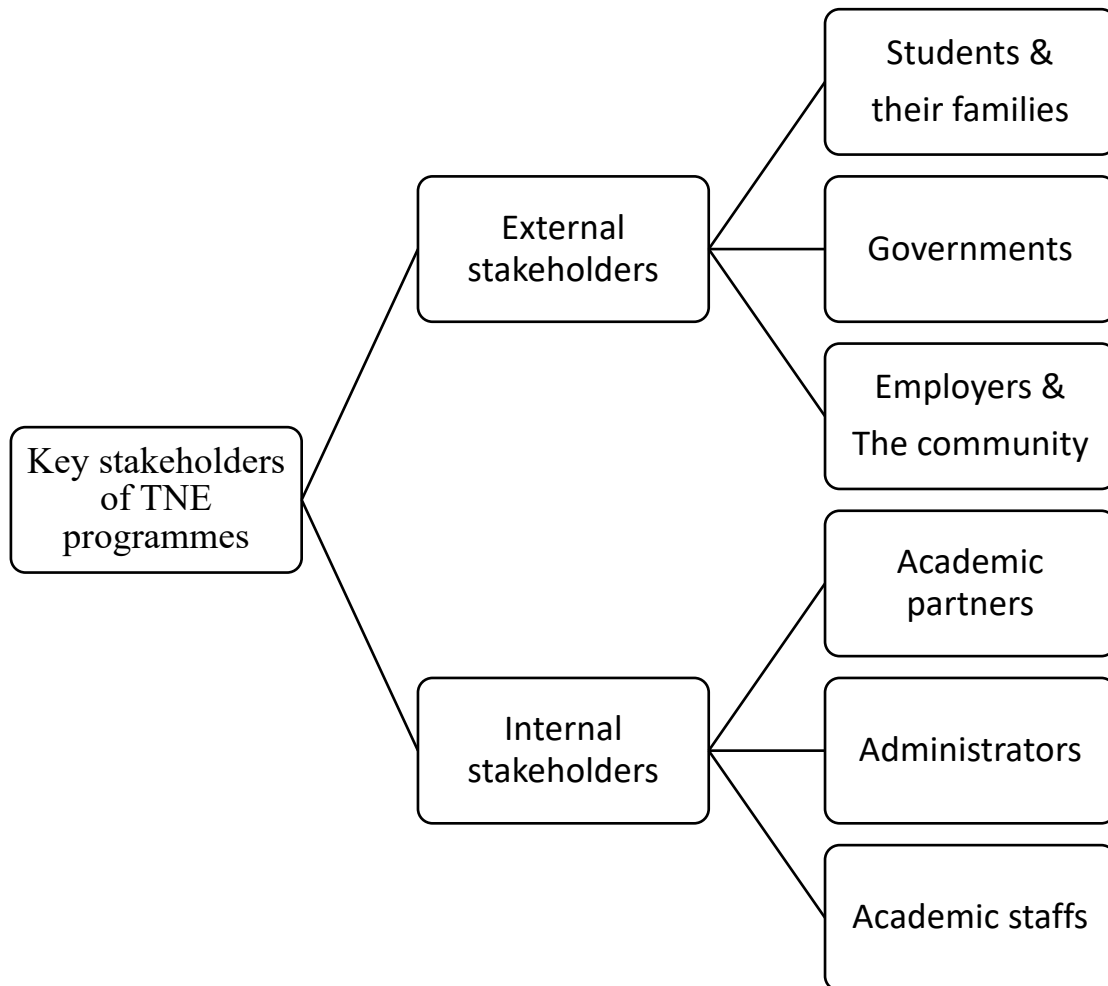 Key stakeholders
of TNE
programmes
External
stakeholders
Students &
their families
Governments
Employers &
The community
Internal
stakeholders
Academic
partners
Administrators
Academic staffs